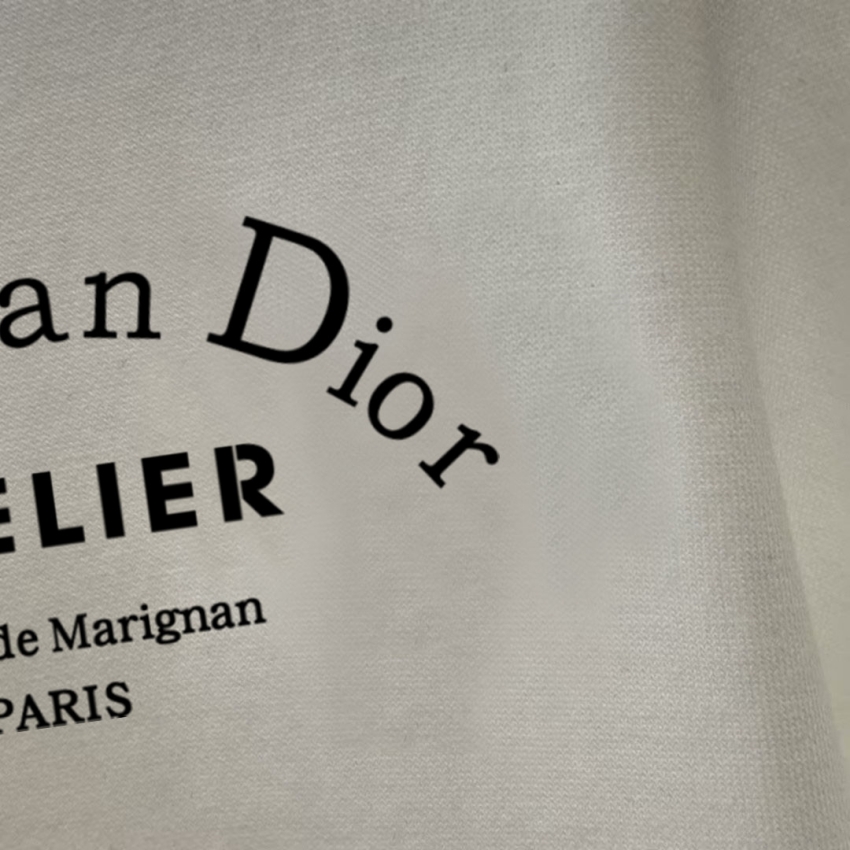 an Dior
ELIER
de Marignan
PARIS